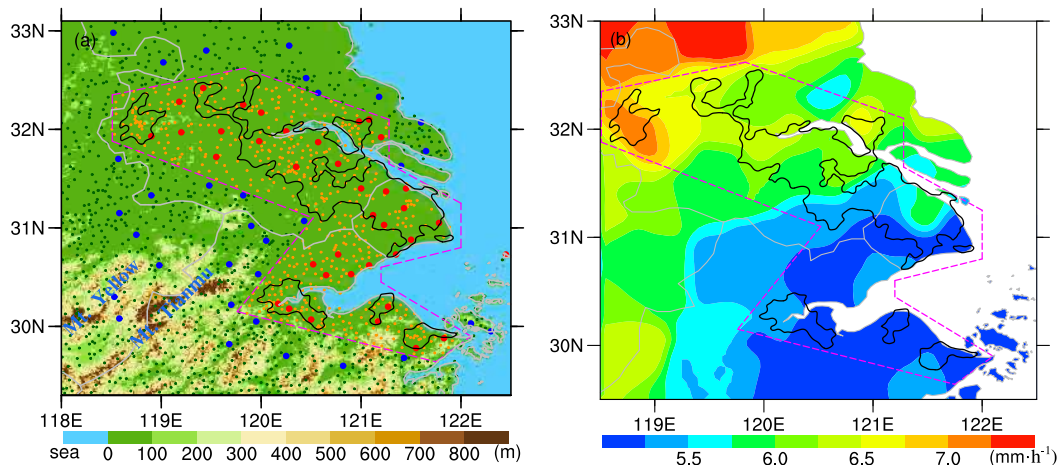 33N
(a)
32N
31N
30N
Mt. Yellow
Mt. Tianmu
118E 119E 120E 121E 122E
sea 0 100 200 300 400 500 600 700 800 (m)
33N
(b)
32N
31N
30N
119E 120E 121E 122E
5.5 6.0 6.5 7.0 (mm·h⁻¹)